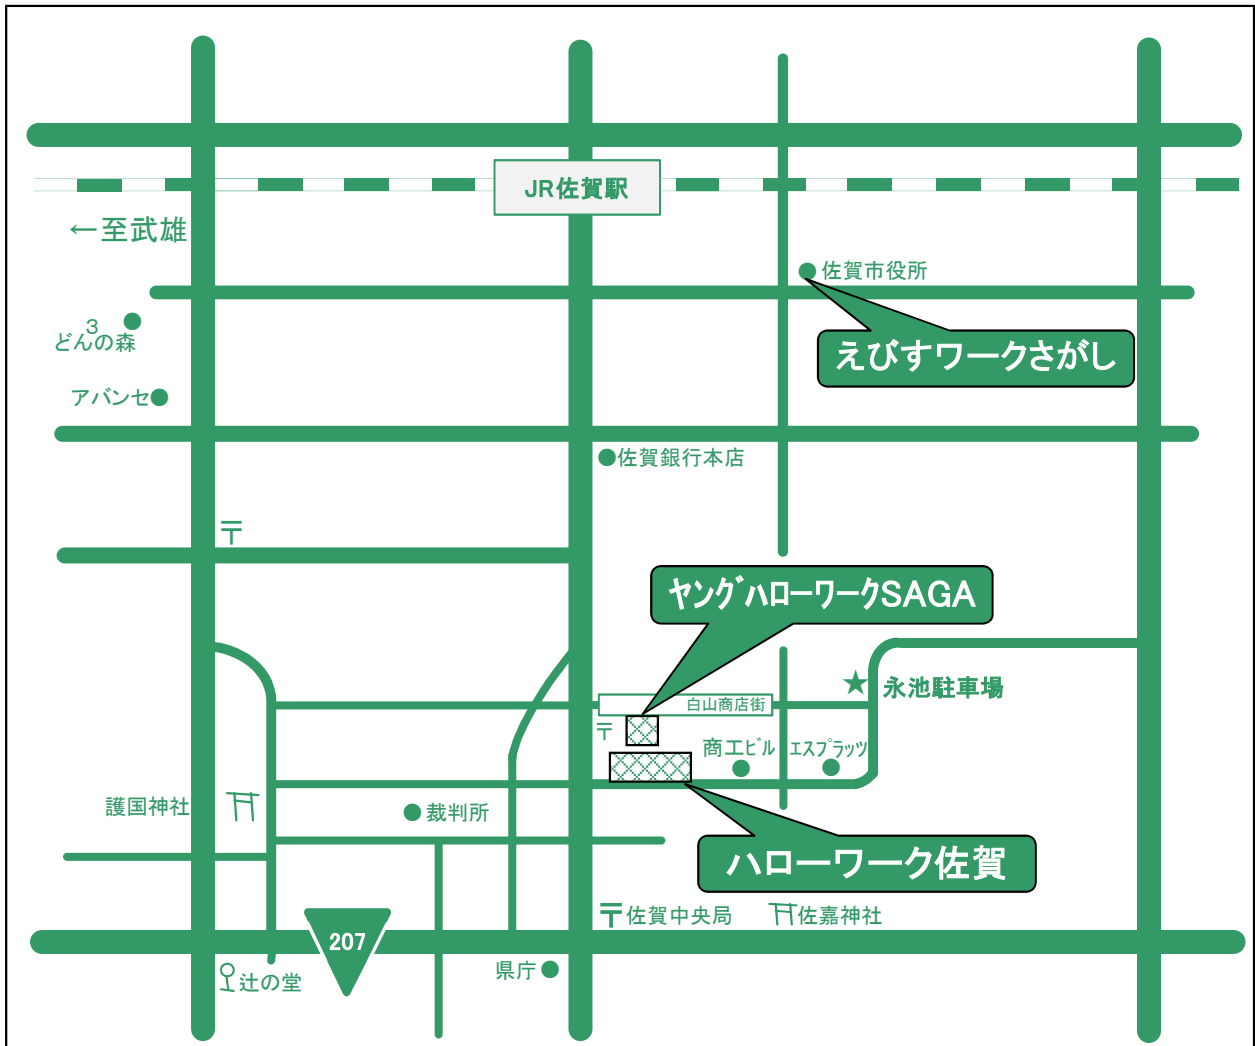 JR佐賀駅
←至武雄
佐賀市役所
3
どんの森
えびすワークさがし
アバンセ
佐賀銀行本店
〒
ヤングハローワークSAGA
永池駐車場
白山商店街
〒
商工ビル
エスプラッツ
護国神社
裁判所
ハローワーク佐賀
〒佐賀中央局
佐嘉神社
207
県庁
辻の堂